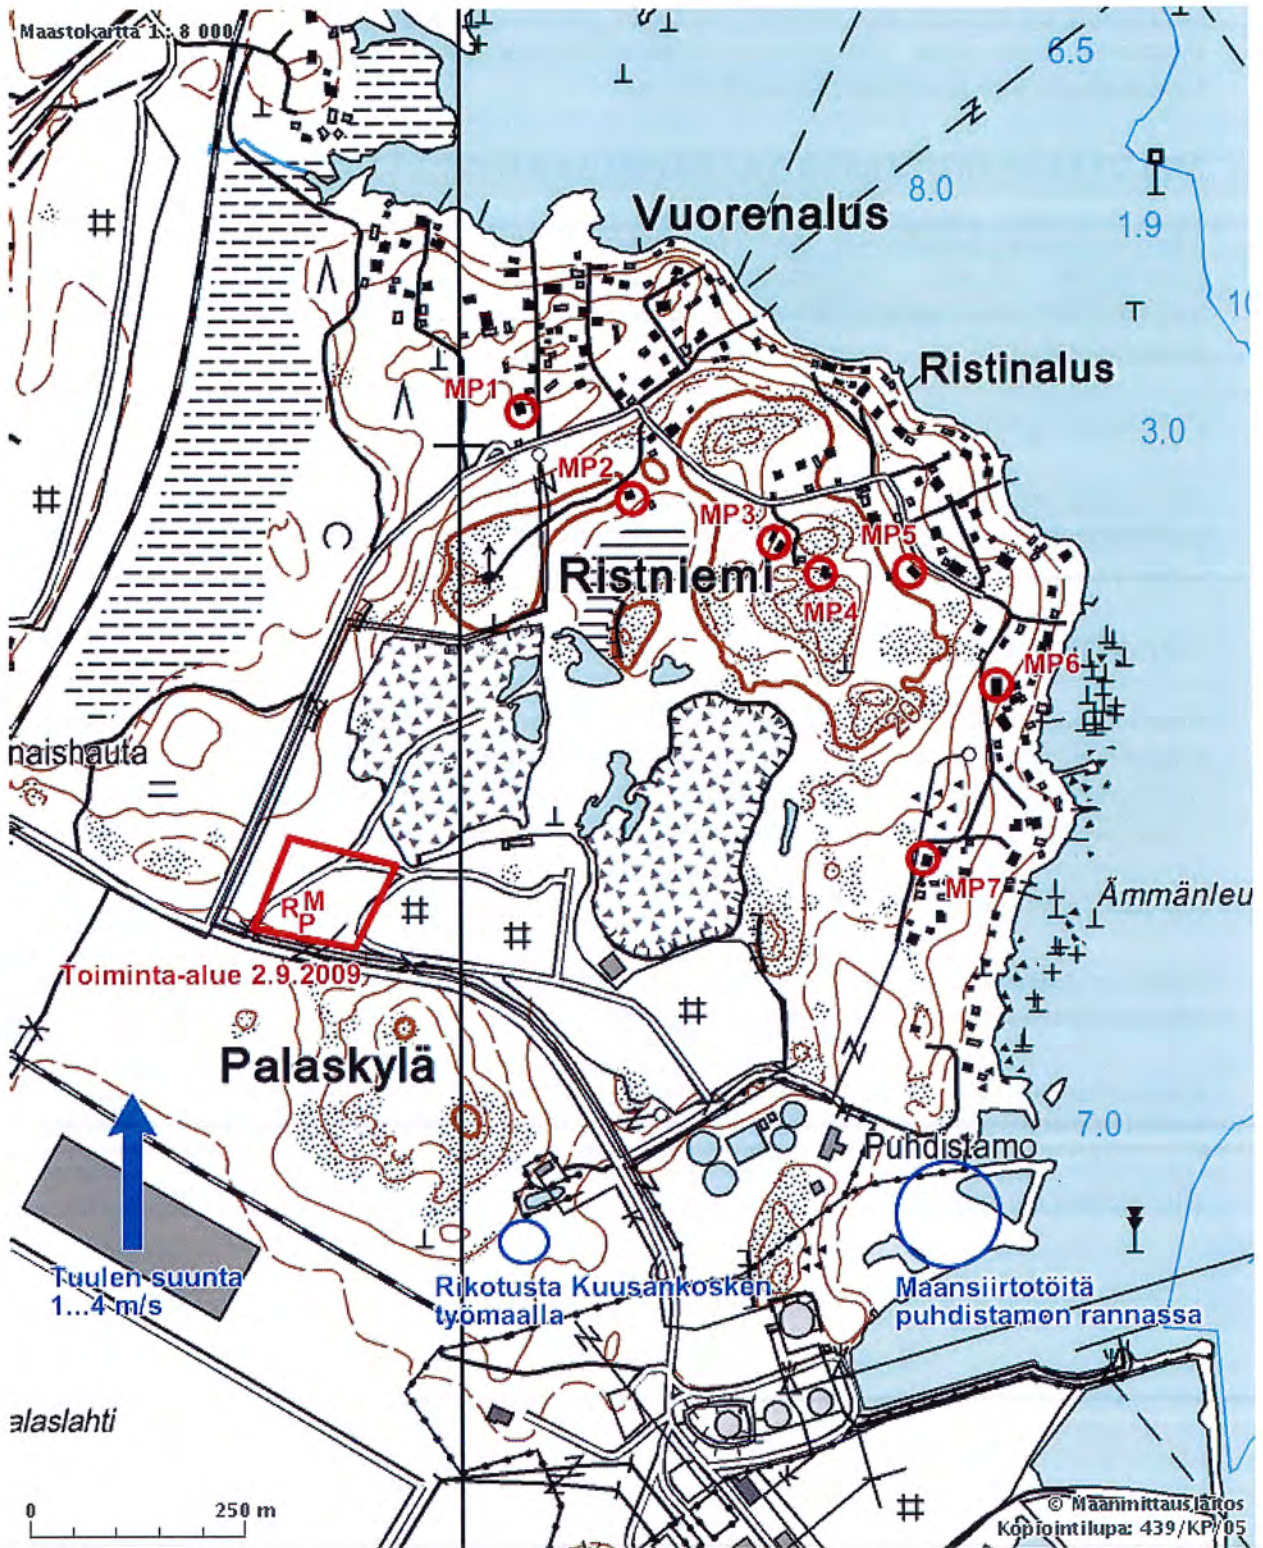 Maastokartta 1 : 8 000
6.5
8.0
Vuorenalus
1.9
10
Ristinalus
MP1
3.0
MP2
MP3
MP5
Ristniemi
MP4
MP6
20
naishauta
MP7
Ämmänleu
R M
P
Toiminta-alue 2.9.2009
Palaskylä
7.0
Puhdistamo
Tuulen suunta
1...4 m/s
Rikotusta Kuusankosken
työmaalla
Maansiirtotöitä
puhdistamon rannassa
alaslahti
0 250 m
© Maanmittauslaitos
Kopiointilupa: 439/KP/05